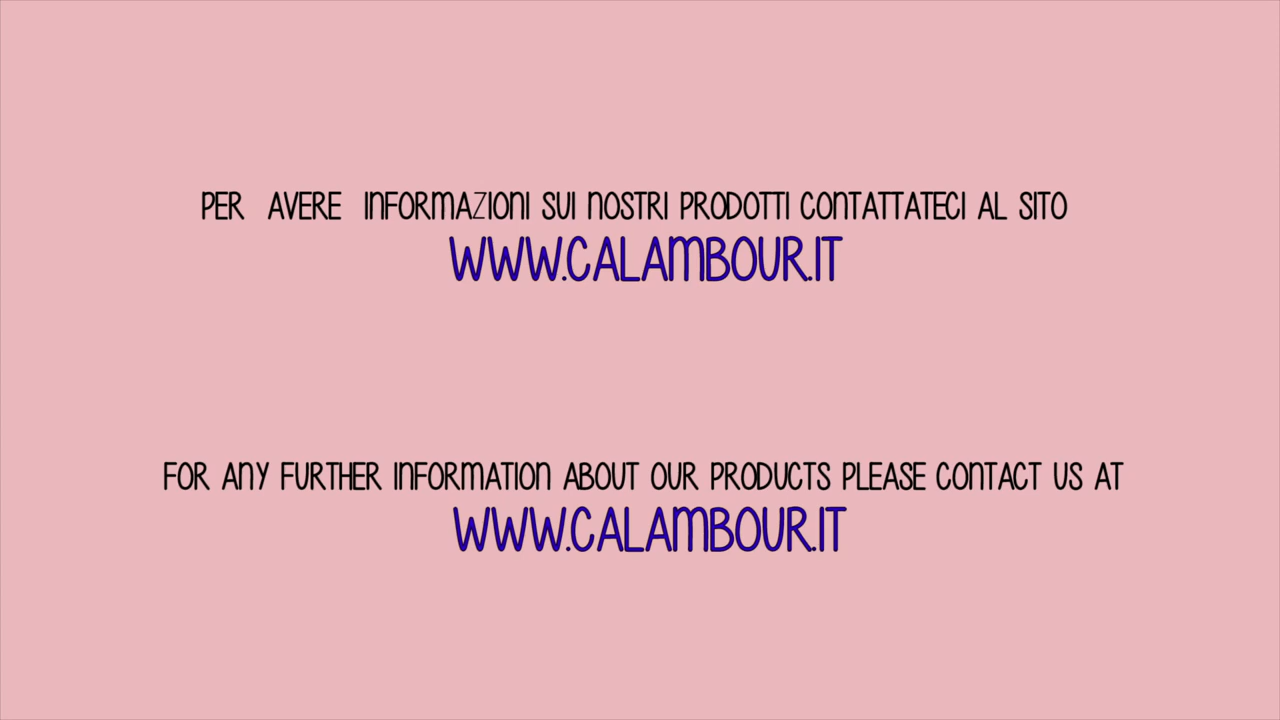 PER AVERE INFORMAZIONI SUI NOSTRI PRODOTTI CONTATTATECI AL SITO
WWW.CALAMBOUR.IT
FOR ANY FURTHER INFORMATION ABOUT OUR PRODUCTS PLEASE CONTACT US AT
WWW.CALAMBOUR.IT